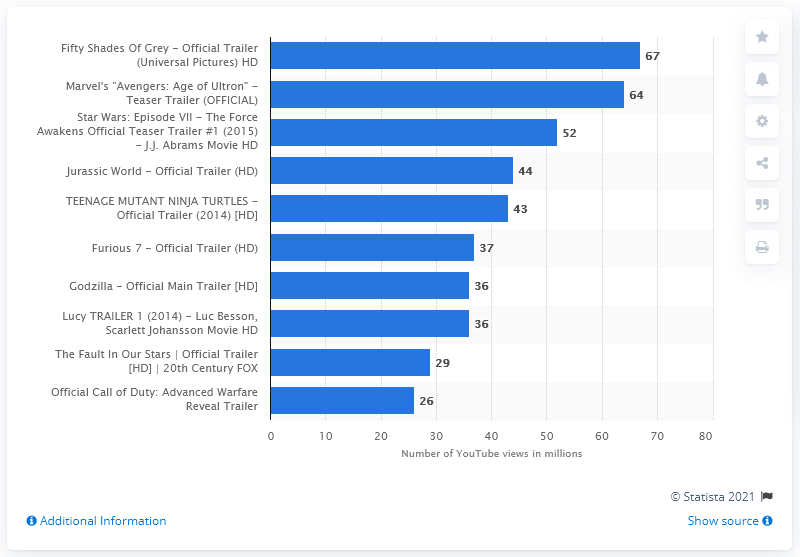 Fifty Shades Of Grey - Official Trailer
(Universal Pictures) HD
67
Marvel's "Avengers: Age of Ultron" -
Teaser Trailer (OFFICIAL)
64
Star Wars: Episode VII - The Force
Awakens Official Teaser Trailer #1 (2015)
- J.J. Abrams Movie HD
52
Jurassic World - Official Trailer (HD)
44
TEENAGE MUTANT NINJA TURTLES -
Official Trailer (2014) [HD]
43
Furious 7 - Official Trailer (HD)
37
Godzilla - Official Main Trailer [HD]
36
Lucy TRAILER 1 (2014) - Luc Besson,
Scarlett Johansson Movie HD
36
The Fault In Our Stars | Official Trailer
[HD] | 20th Century FOX
29
Official Call of Duty: Advanced Warfare
Reveal Trailer
26
0 10 20 30 40 50 60 70 80
Number of YouTube views in millions
© Statista 2021
Additional Information
Show source